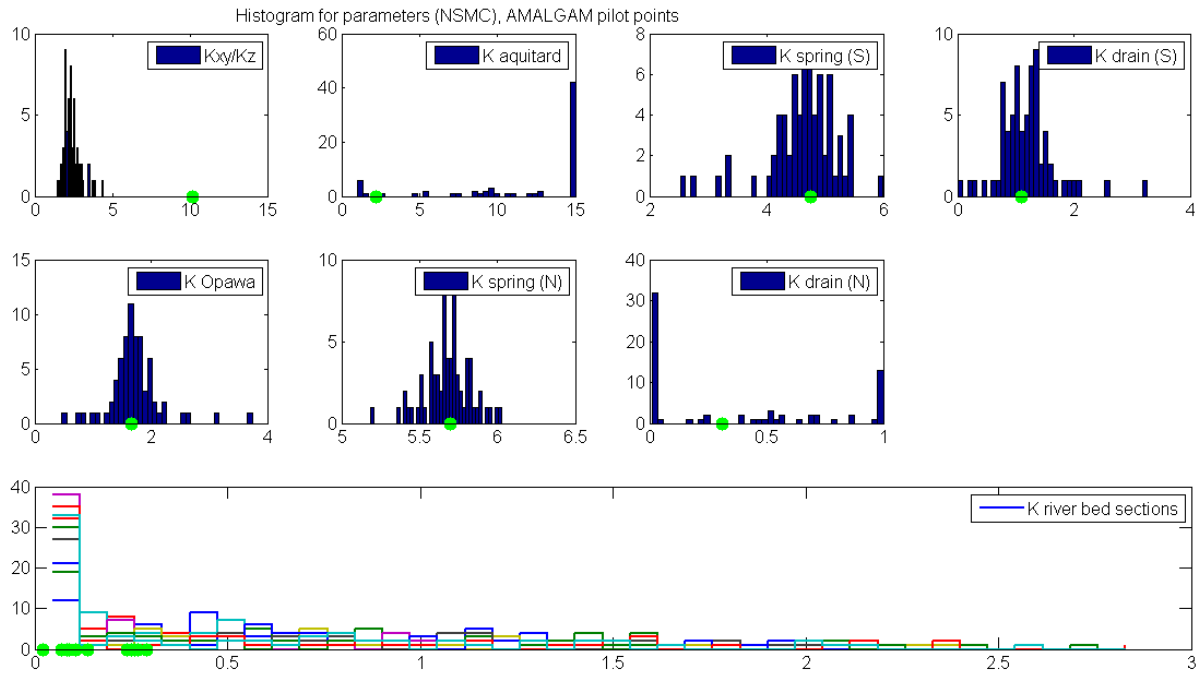 Histogram for parameters (NSMC), AMALGAM pilot points
10
5
0
0 5 10 15
Kxy/Kz
60
40
20
0
0 5 10 15
K aquitard
8
6
4
2
0
2 4 6
K spring (S)
10
5
0
0 2 4
K drain (S)
15
10
5
0
0 2 4
K Opawa
10
5
0
5 5.5 6 6.5
K spring (N)
40
30
20
10
0
0 0.5 1
K drain (N)
40
30
20
10
0
0 0.5 1 1.5 2 2.5 3
K river bed sections